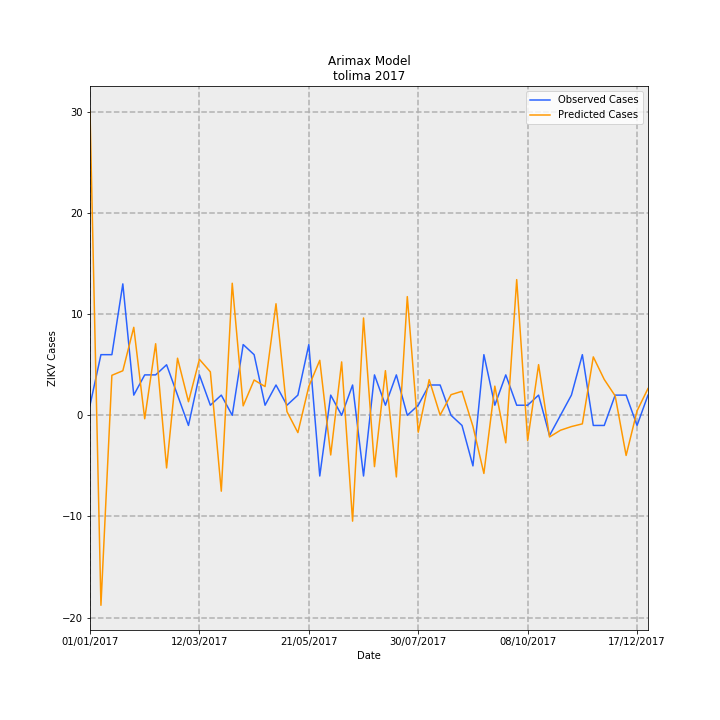 Arimax Model
tolima 2017
Observed Cases
Predicted Cases
30
20
10
0
−10
−20
ZIKV Cases
01/01/2017 12/03/2017 21/05/2017 30/07/2017 08/10/2017 17/12/2017
Date